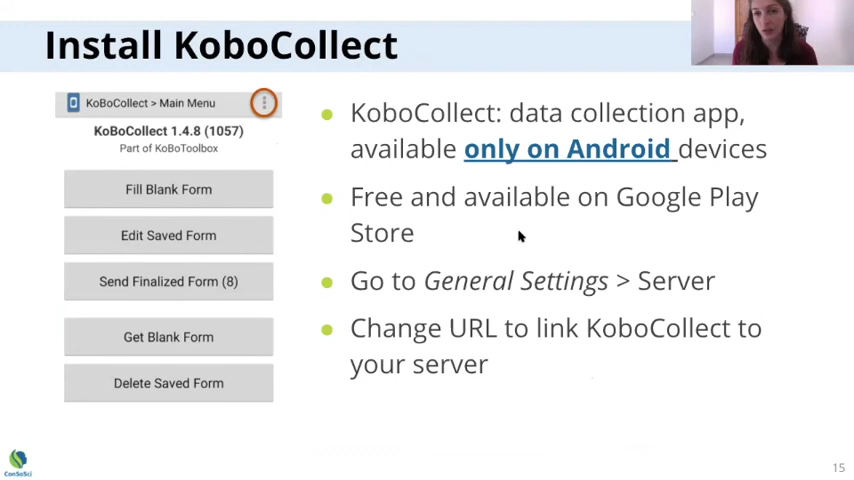 Install KoboCollect
KoBoCollect > Main Menu
KoBoCollect 1.4.8 (1057)
Part of KoBoToolbox
Fill Blank Form
Edit Saved Form
Send Finalized Form (8)
Get Blank Form
Delete Saved Form
KoboCollect: data collection app,
available only on Android devices
Free and available on Google Play
Store
Go to General Settings > Server
Change URL to link KoboCollect to
your server
ConSoSci
15